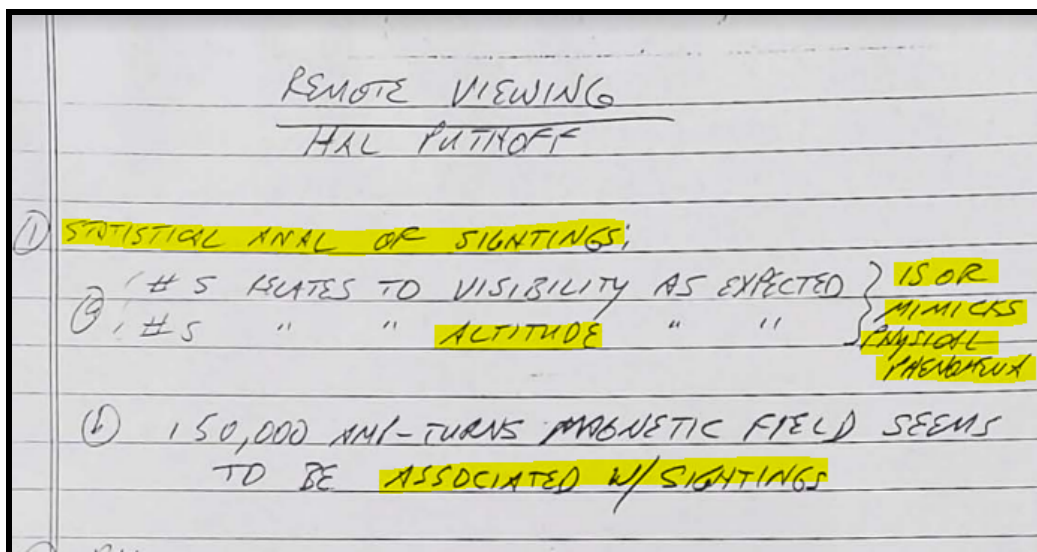 REMOTE VIEWING
HAL PUTHOFF
① STATISTICAL ANAL OF SIGHTINGS;
ⓐ #S RELATES TO VISIBILITY AS EXPECTED } IS OR
#S " " ALTITUDE " " MIMICKS
PHYSICAL
PHENOMENA
ⓑ 150,000 AMP-TURNS MAGNETIC FIELD SEEMS
TO BE ASSOCIATED W/ SIGHTINGS